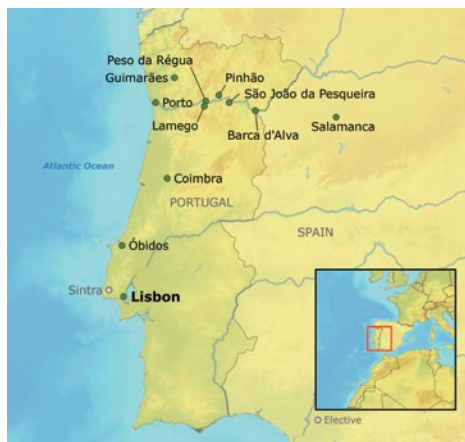 Peso da Régua
Guimarães
Pinhão
São João da Pesqueira
Porto
Lamego
Barca d'Alva
Salamanca
Atlantic Ocean
Coimbra
PORTUGAL
SPAIN
Óbidos
Sintra
Lisbon
Elective